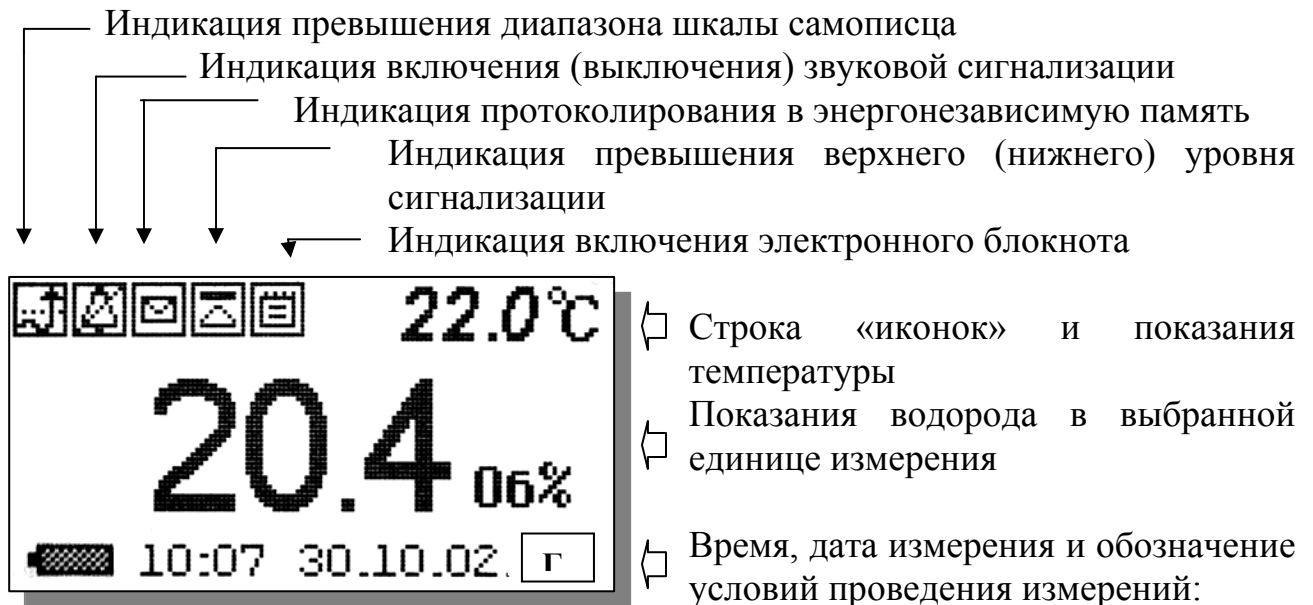 Индикация превышения диапазона шкалы самописца
Индикация включения (выключения) звуковой сигнализации
Индикация протоколирования в энергонезависимую память
Индикация превышения верхнего (нижнего) уровня
сигнализации
Индикация включения электронного блокнота
22.0°C
Строка «иконок» и показания
температуры
20.4 об%
Показания водорода в выбранной
единице измерения
10:07 30.10.02. г
Время, дата измерения и обозначение
условий проведения измерений: